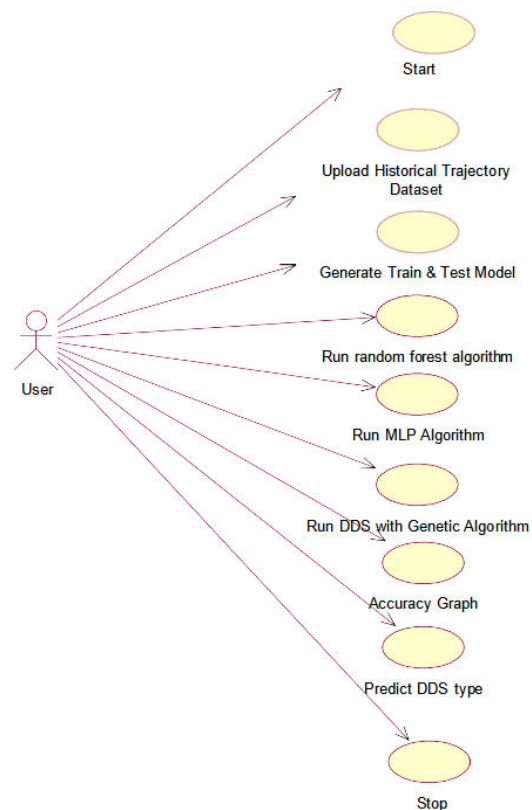 Start
Upload Historical Trajectory
Dataset
Generate Train & Test Model
Run random forest algorithm
User
Run MLP Algorithm
Run DDS with Genetic Algorithm
Accuracy Graph
Predict DDS type
Stop